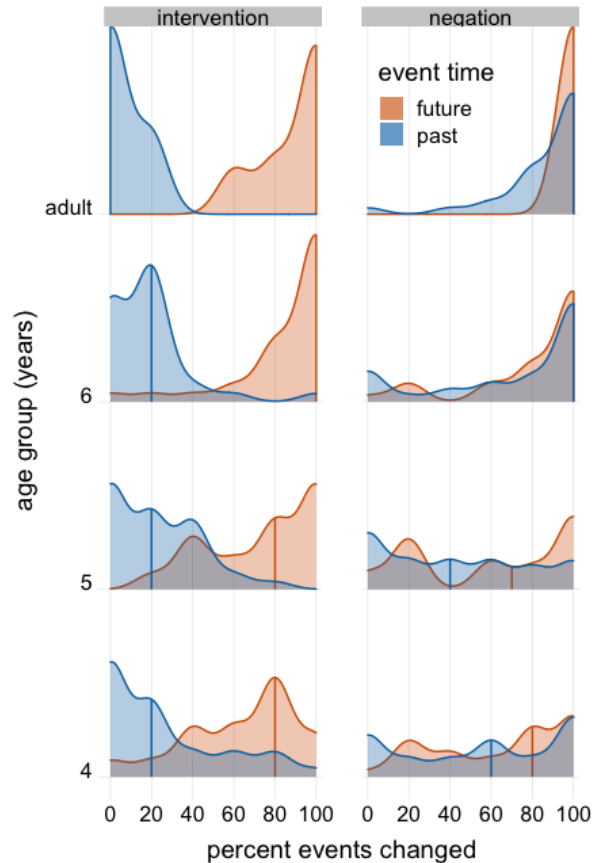 intervention
negation
event time
future
past
adult
6
5
4
age group (years)
0 20 40 60 80 100
0 20 40 60 80 100
percent events changed